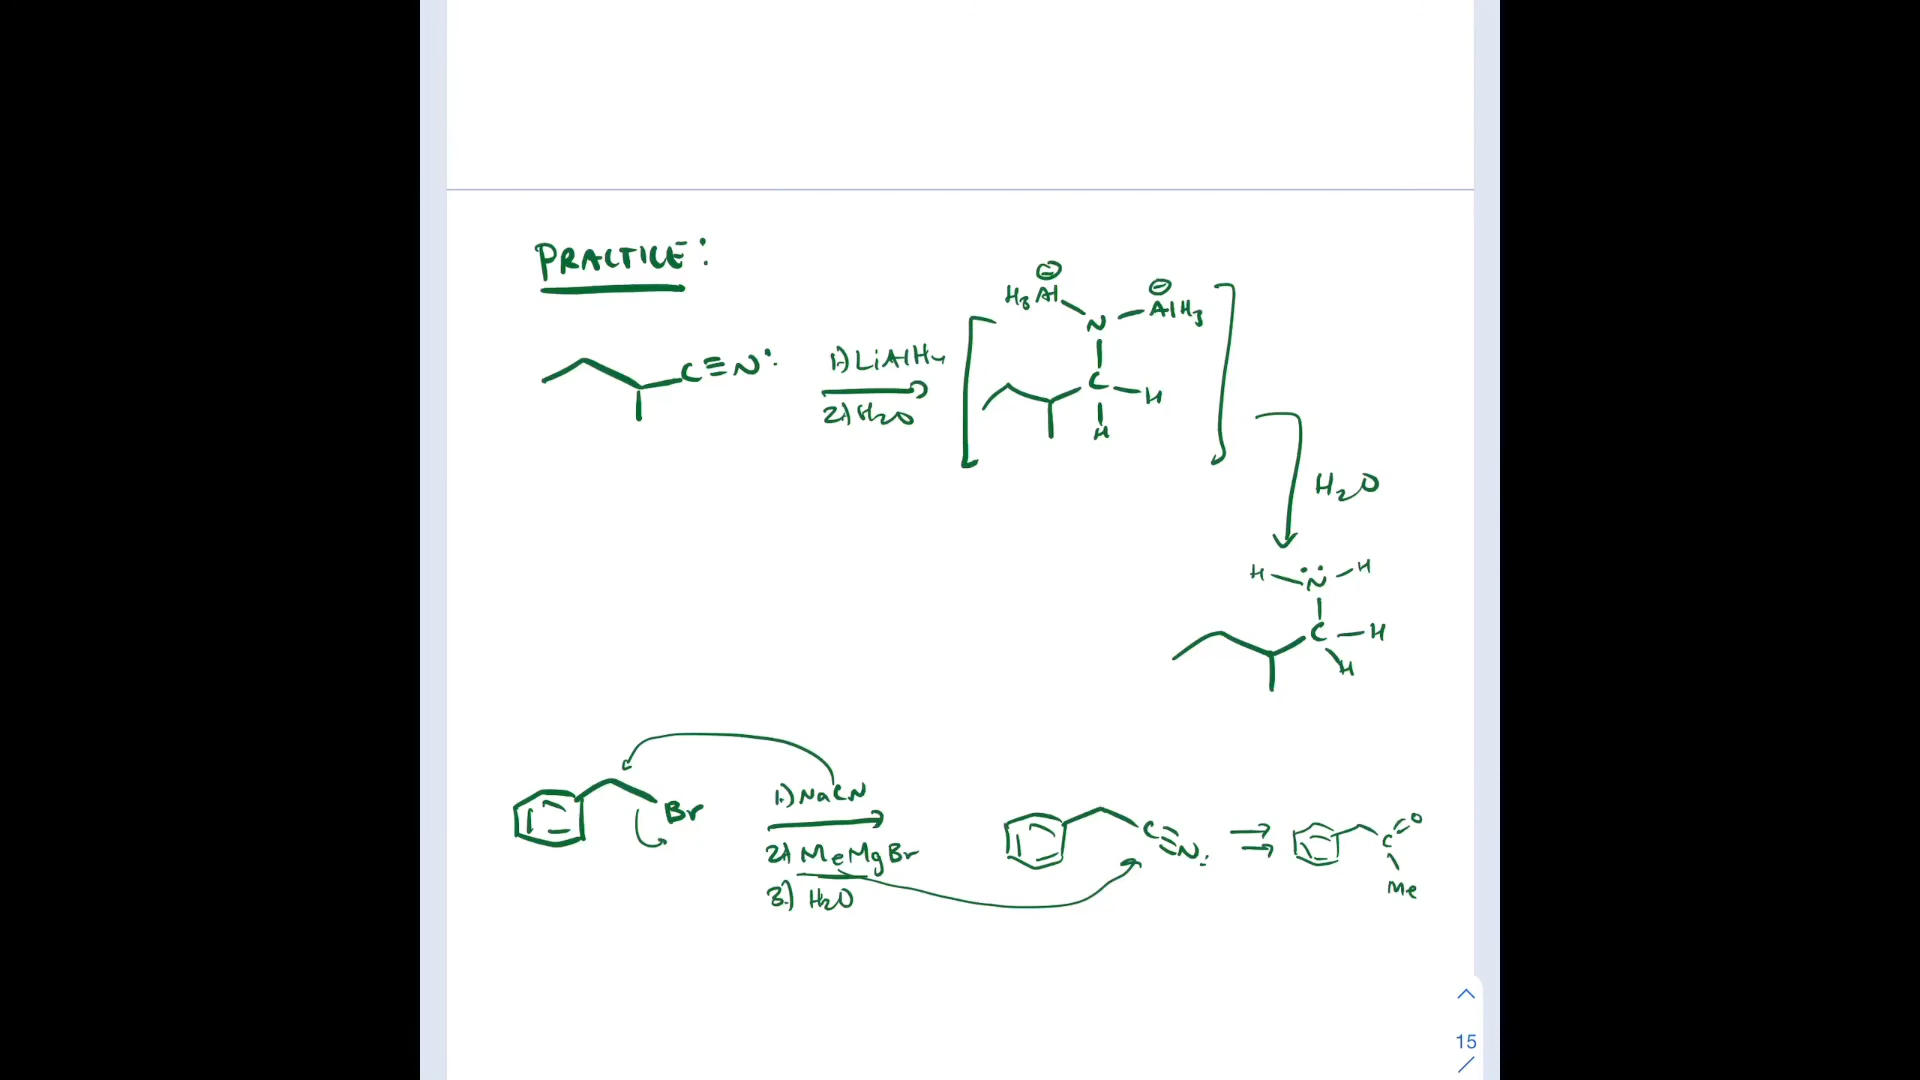 PRACTICE:
C≡N:
1.) LiAlH4
2.) H2O
⊖ ⊖
H3Al AlH3
N
C H
H
H2O
H N̈ H
C H
H
Br
1.) NaCN
2.) MeMgBr
3.) H2O
C≡N:
C=O
Me
15